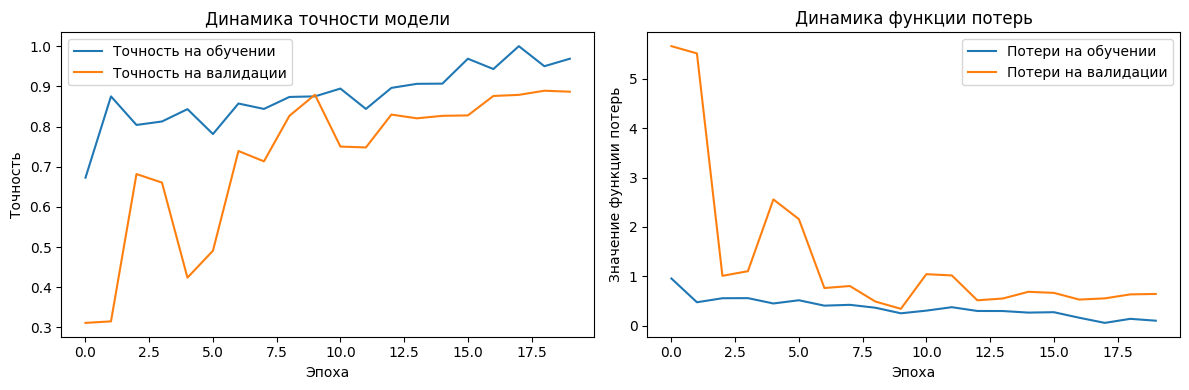 Динамика точности модели
Точность на обучении
Точность на валидации
Точность
1.0
0.9
0.8
0.7
0.6
0.5
0.4
0.3
0.0 2.5 5.0 7.5 10.0 12.5 15.0 17.5
Эпоха
Динамика функции потерь
Потери на обучении
Потери на валидации
Значение функции потерь
5
4
3
2
1
0
0.0 2.5 5.0 7.5 10.0 12.5 15.0 17.5
Эпоха